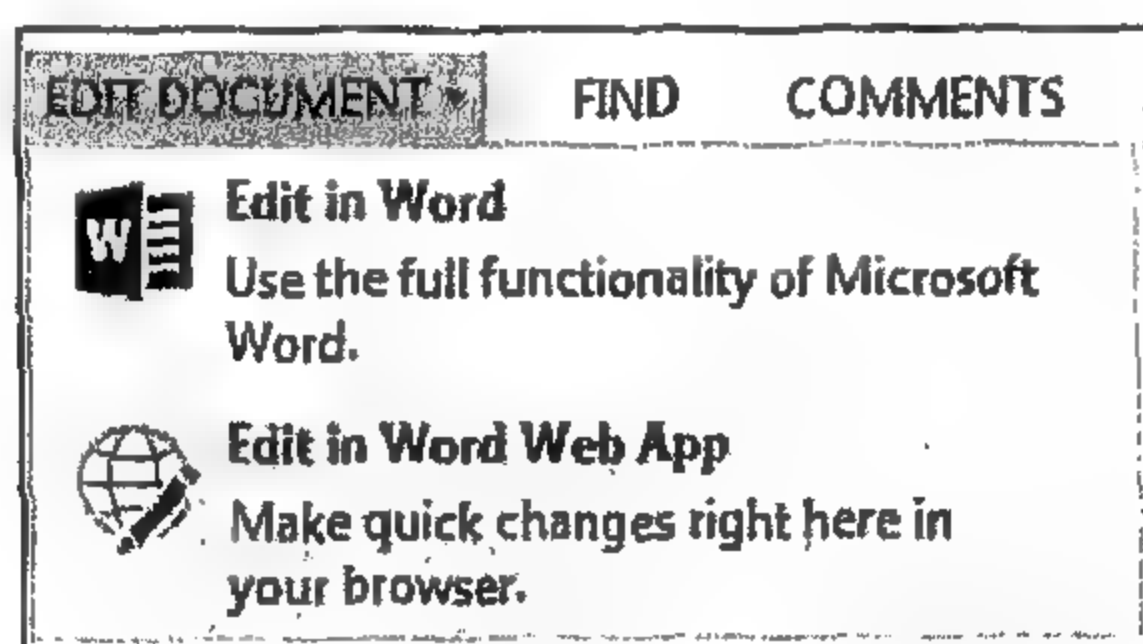 EDIT DOCUMENT FIND COMMENTS
W
Edit in Word
Use the full functionality of Microsoft
Word.
Edit in Word Web App
Make quick changes right here in
your browser.